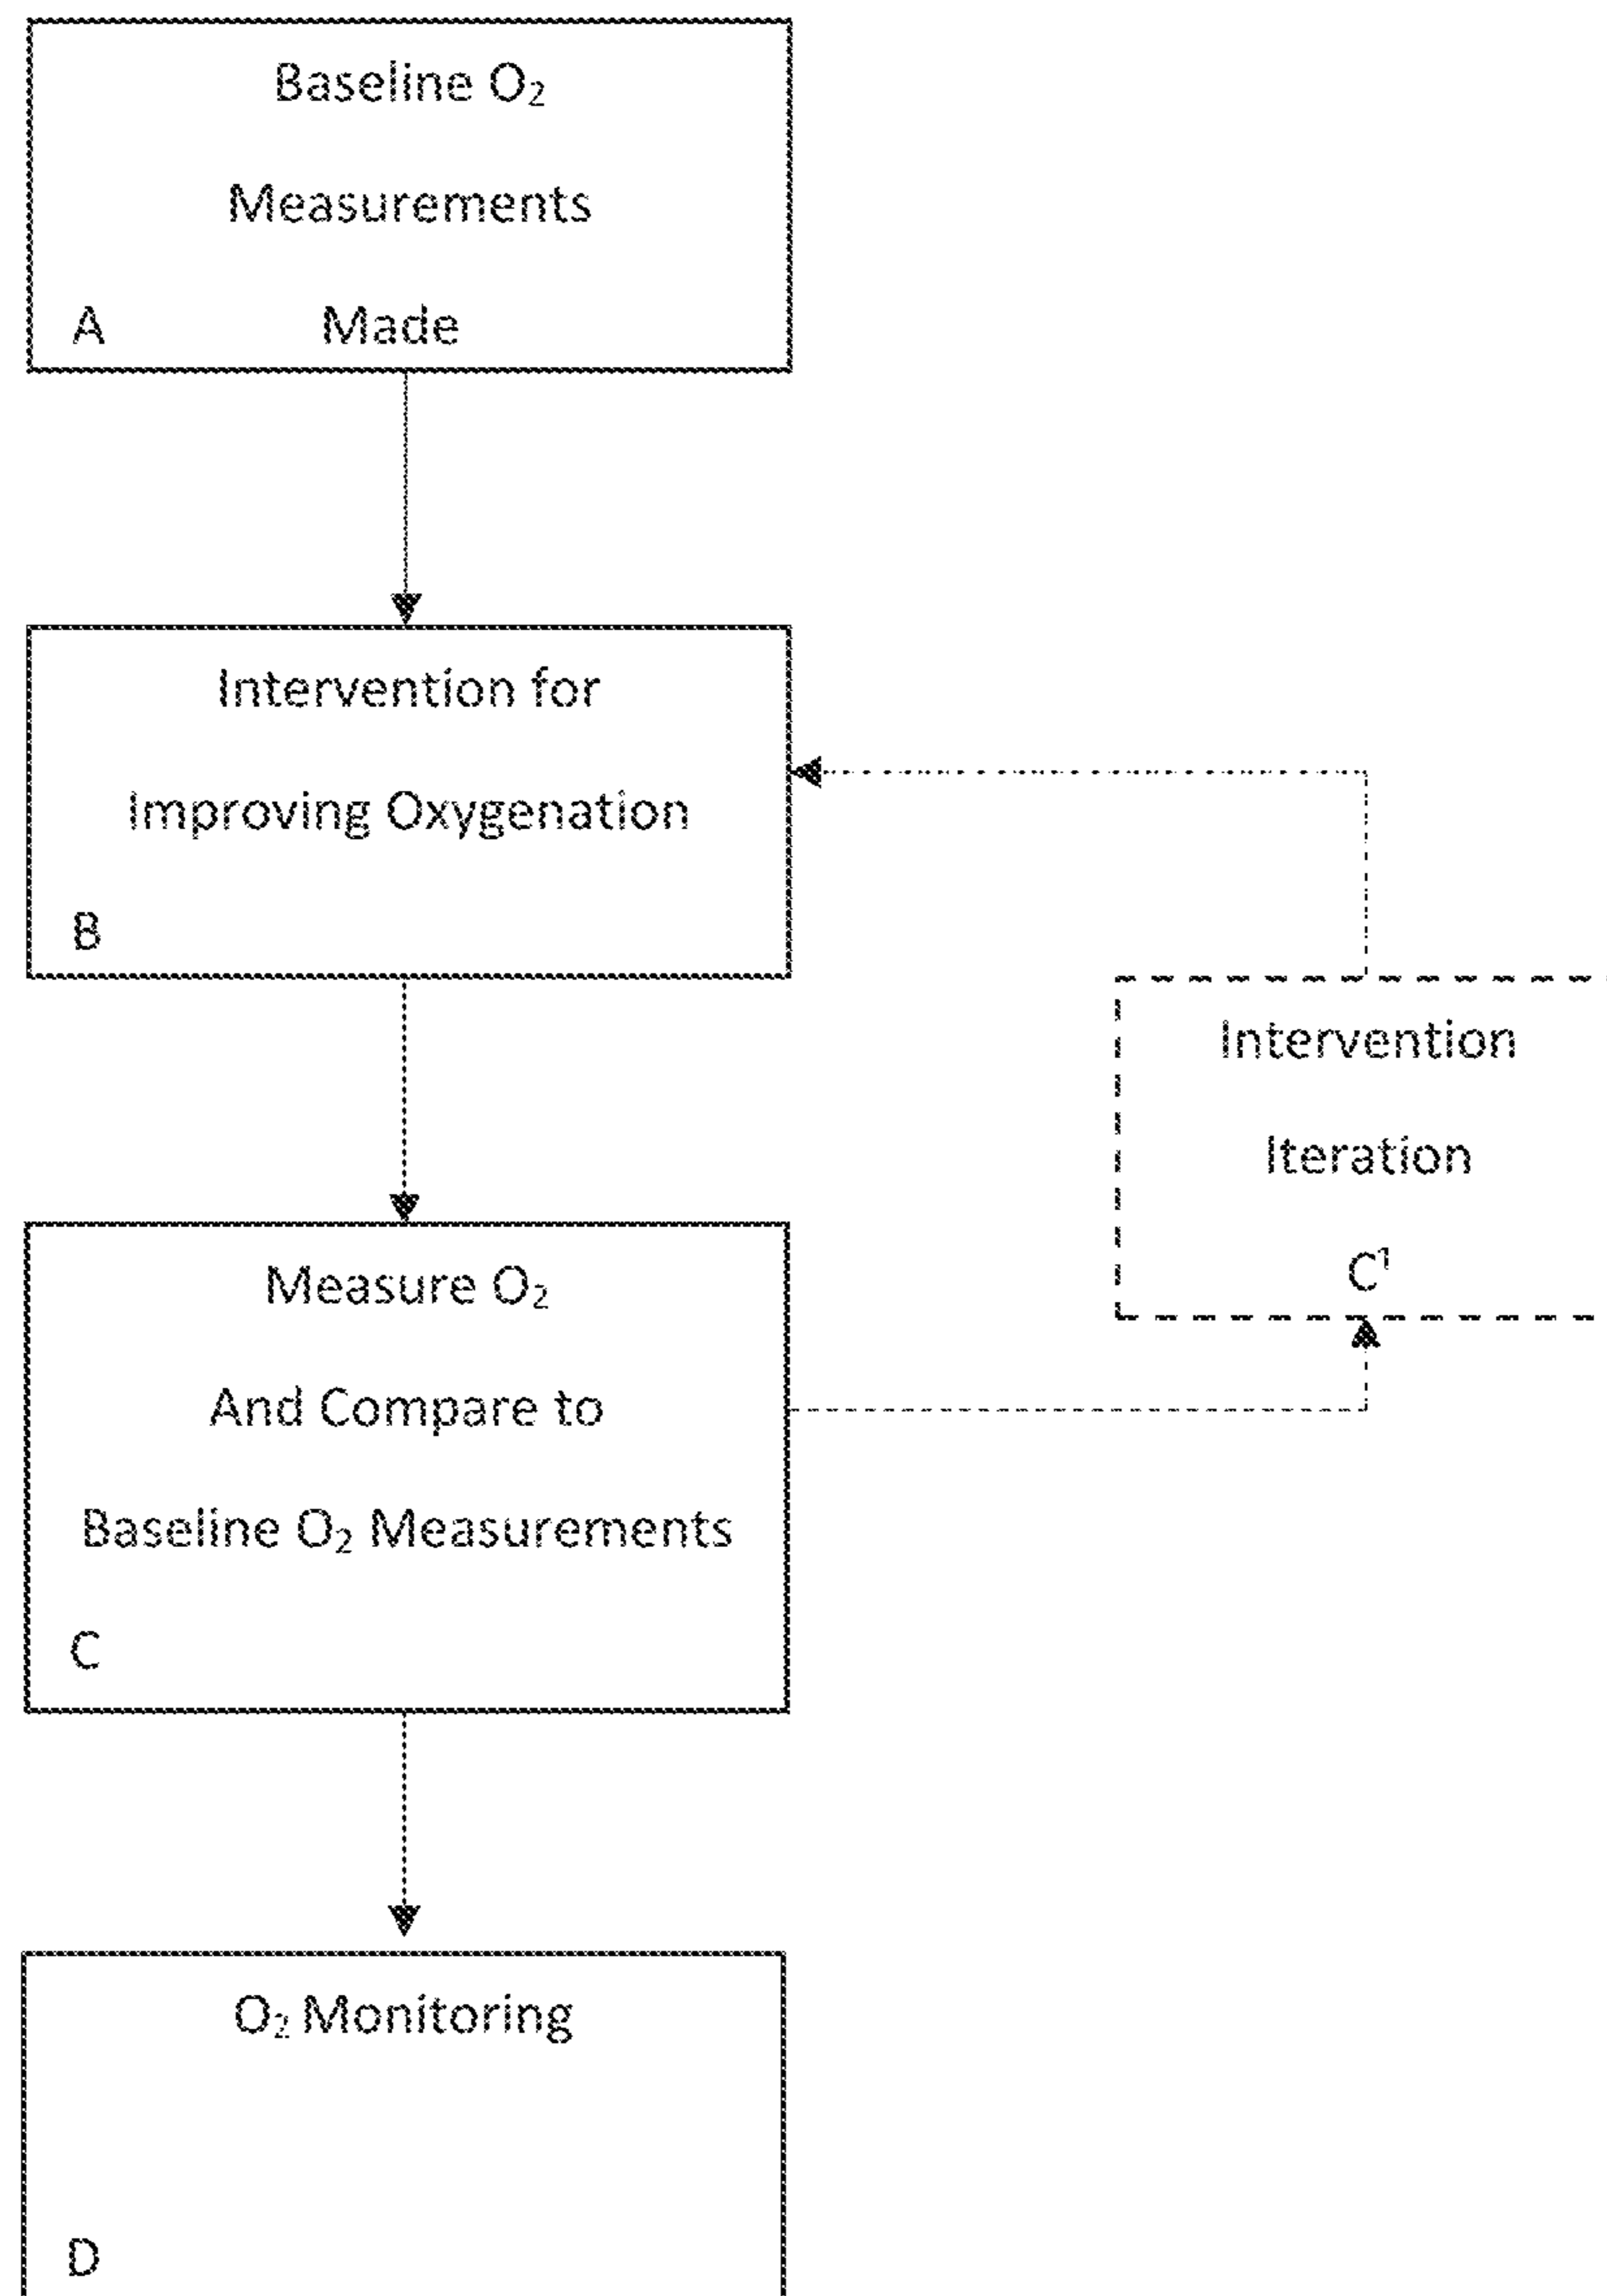 Baseline O₂
Measurements
A Made
Intervention for
Improving Oxygenation
B
Intervention
Iteration
C¹
Measure O₂
And Compare to
Baseline O₂ Measurements
C
O₂ Monitoring
D